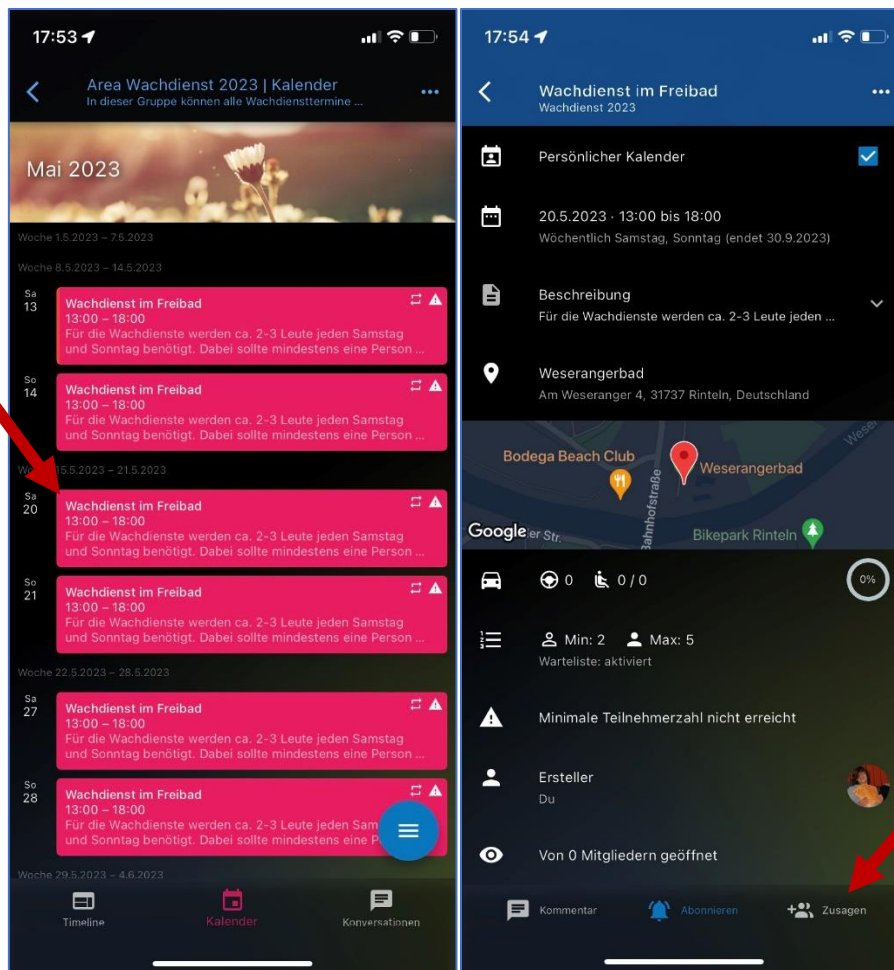 17:53
Area Wachdienst 2023 | Kalender
In dieser Gruppe können alle Wachdiensttermine ...
Mai 2023
Woche 1.5.2023 – 7.5.2023
Woche 8.5.2023 – 14.5.2023
Sa
13
Wachdienst im Freibad
13:00 – 18:00
Für die Wachdienste werden ca. 2-3 Leute jeden Samstag
und Sonntag benötigt. Dabei sollte mindestens eine Person ...
So
14
Wachdienst im Freibad
13:00 – 18:00
Für die Wachdienste werden ca. 2-3 Leute jeden Samstag
und Sonntag benötigt. Dabei sollte mindestens eine Person ...
15.5.2023 – 21.5.2023
Sa
20
Wachdienst im Freibad
13:00 – 18:00
Für die Wachdienste werden ca. 2-3 Leute jeden Samstag
und Sonntag benötigt. Dabei sollte mindestens eine Person ...
So
21
Wachdienst im Freibad
13:00 – 18:00
Für die Wachdienste werden ca. 2-3 Leute jeden Samstag
und Sonntag benötigt. Dabei sollte mindestens eine Person ...
Woche 22.5.2023 – 28.5.2023
Sa
27
Wachdienst im Freibad
13:00 – 18:00
Für die Wachdienste werden ca. 2-3 Leute jeden Samstag
und Sonntag benötigt. Dabei sollte mindestens eine Person ...
So
28
Wachdienst im Freibad
13:00 – 18:00
Für die Wachdienste werden ca. 2-3 Leute jeden Sam
und Sonntag benötigt. Dabei sollte mindestens eine P
Woche 29.5.2023 – 4.6.2023
Timeline
Kalender
Konversationen
17:54
Wachdienst im Freibad
Wachdienst 2023
Persönlicher Kalender
20.5.2023 · 13:00 bis 18:00
Wöchentlich Samstag, Sonntag (endet 30.9.2023)
Beschreibung
Für die Wachdienste werden ca. 2-3 Leute jeden ...
Weserangerbad
Am Weseranger 4, 31737 Rinteln, Deutschland
Weser
Bodega Beach Club
Weserangerbad
Bahnhofstraße
Google
er Str.
Bikepark Rinteln
0
0 / 0
0%
Min: 2
Max: 5
Warteliste: aktiviert
Minimale Teilnehmerzahl nicht erreicht
Ersteller
Du
Von 0 Mitgliedern geöffnet
Kommentar
Abonnieren
Zusagen